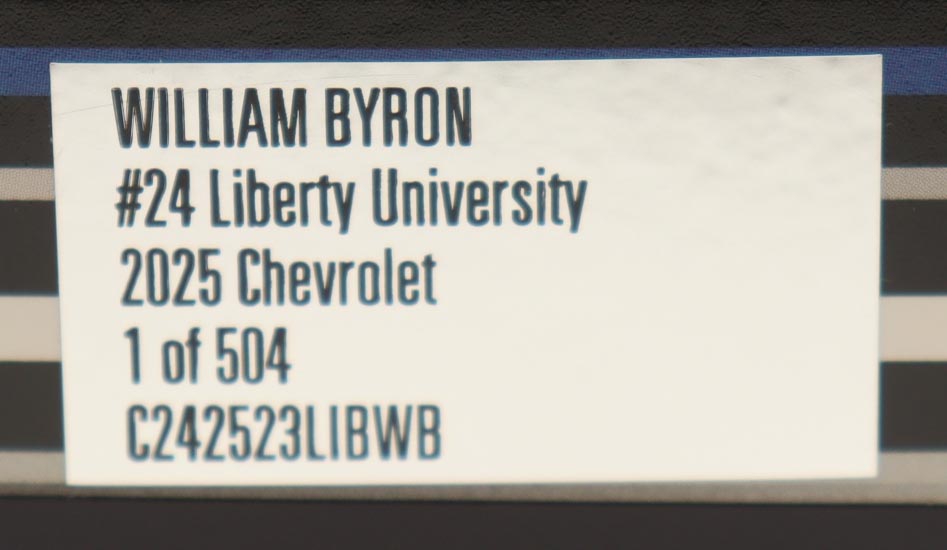 WILLIAM BYRON
#24 Liberty University
2025 Chevrolet
1 of 504
C242523LIBWB